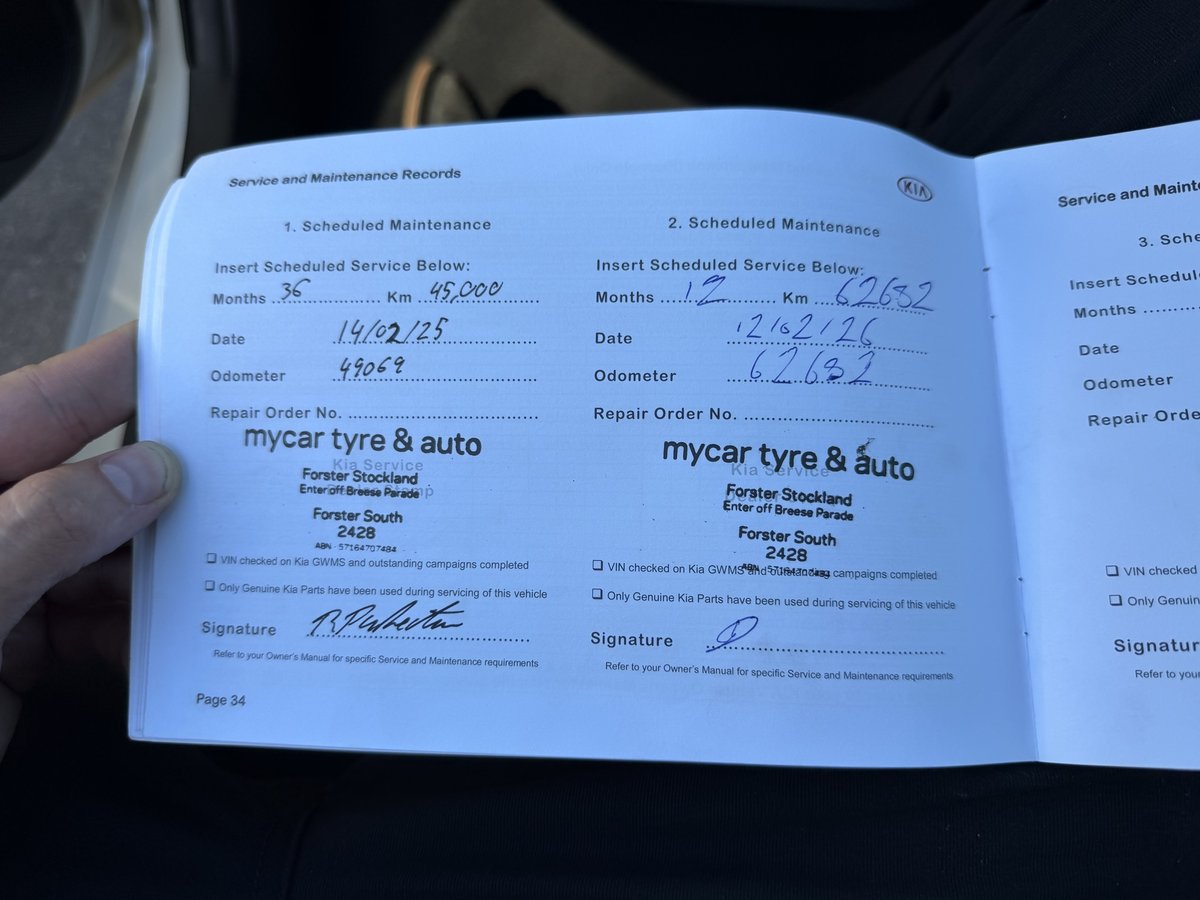 Service and Maintenance Records
KIA
1. Scheduled Maintenance
Insert Scheduled Service Below:
Months 36 Km 45,000
Date 14/02/25
Odometer 49069
Repair Order No.
mycar tyre & auto
Kia Service
Forster Stockland
Enter off Breese Parade
Forster South
2428
ABN - 57164707484
❑ VIN checked on Kia GWMS and outstanding campaigns completed
❑ Only Genuine Kia Parts have been used during servicing of this vehicle
Signature
Refer to your Owner's Manual for specific Service and Maintenance requirements
Page 34
2. Scheduled Maintenance
Insert Scheduled Service Below:
Months 12 Km 62682
Date 12/02/26
Odometer 62682
Repair Order No.
mycar tyre & auto
Kia Service
Forster Stockland
Enter off Breese Parade
Forster South
2428
❑ VIN checked on Kia GWMS and outstanding campaigns completed
❑ Only Genuine Kia Parts have been used during servicing of this vehicle
Signature
Refer to your Owner's Manual for specific Service and Maintenance requirements
Service and Mainte
3. Sche
Insert Schedul
Months
Date
Odometer
Repair Orde
❑ VIN checked
❑ Only Genuin
Signatur
Refer to your